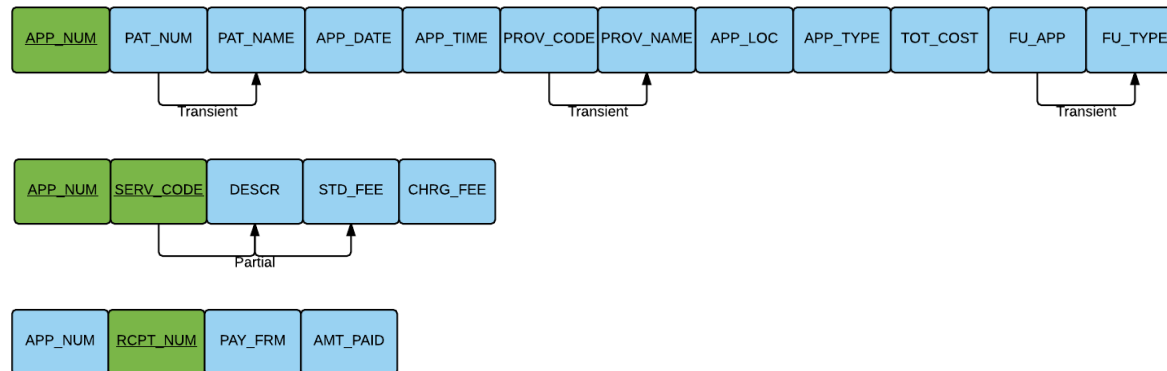 APP_NUM PAT_NUM PAT_NAME APP_DATE APP_TIME PROV_CODE PROV_NAME APP_LOC APP_TYPE TOT_COST FU_APP FU_TYPE
Transient Transient Transient
APP_NUM SERV_CODE DESCR STD_FEE CHRG_FEE
Partial
APP_NUM RCPT_NUM PAY_FRM AMT_PAID